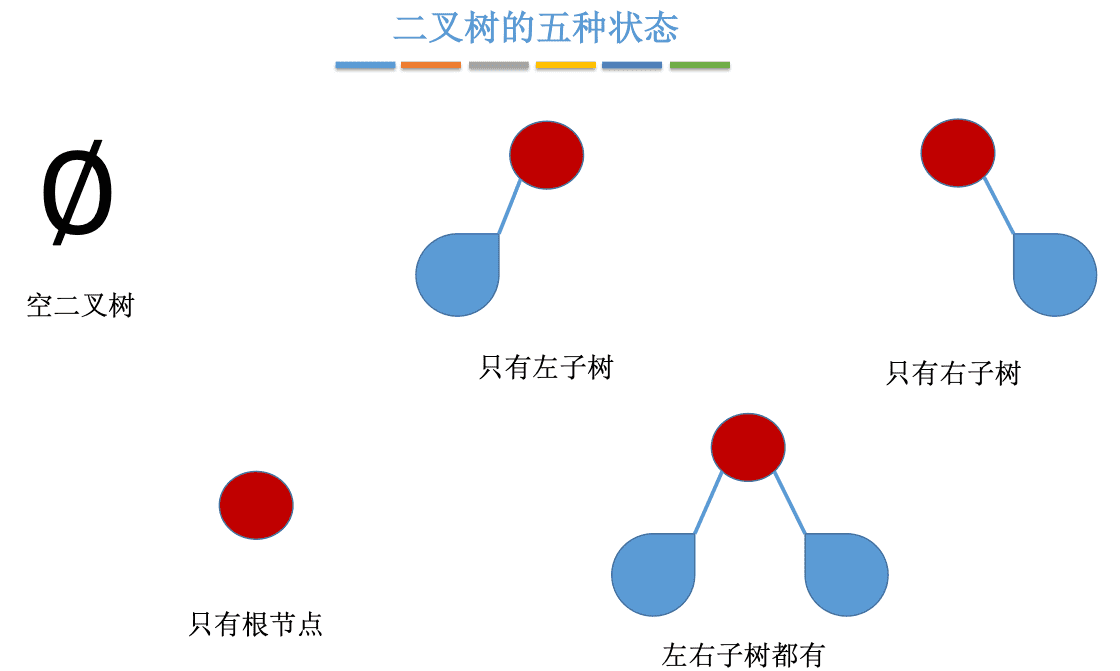 二叉树的五种状态
∅
空二叉树
只有左子树
只有右子树
只有根节点
左右子树都有